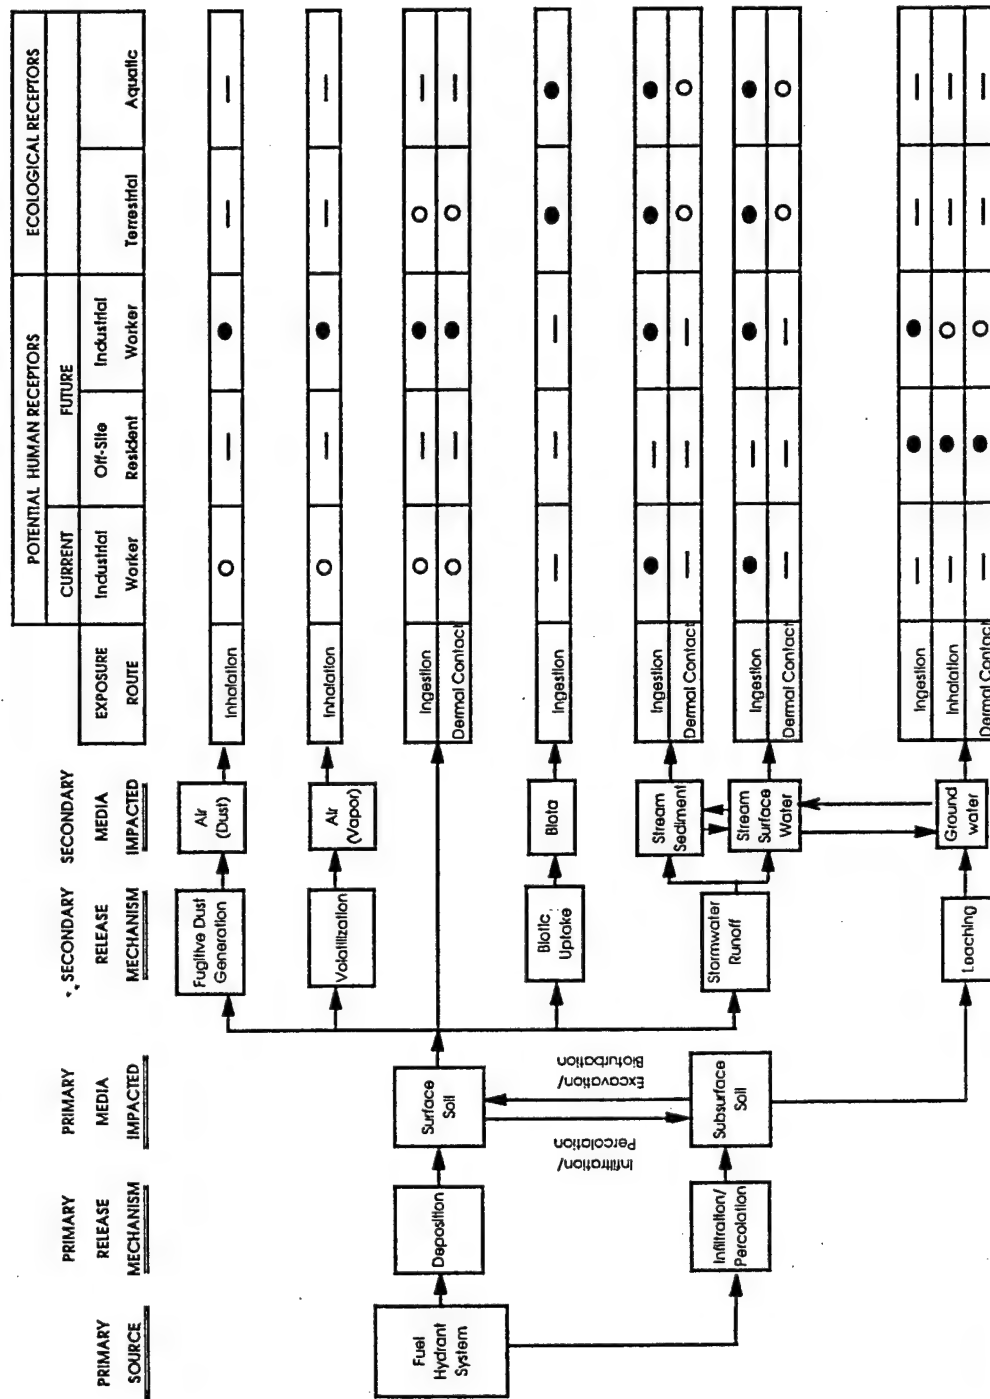 POTENTIAL HUMAN RECEPTORS
ECOLOGICAL RECEPTORS
CURRENT
FUTURE
PRIMARY
SOURCE
PRIMARY
RELEASE
MECHANISM
PRIMARY
MEDIA
IMPACTED
SECONDARY
RELEASE
MECHANISM
SECONDARY
MEDIA
IMPACTED
EXPOSURE
ROUTE
Industrial
Worker
Off-Site
Resident
Industrial
Worker
Terrestrial
Aquatic
Fugitive Dust
Generation
Air
(Dust)
Inhalation
Volatilization
Air
(Vapor)
Inhalation
Fuel
Hydrant
System
Deposition
Surface
Soil
Ingestion
Dermal Contact
Biotic
Uptake
Biota
Ingestion
Infiltration/
Percolation
Excavation/
Bioturbation
Stormwater
Runoff
Stream
Sediment
Ingestion
Dermal Contact
Infiltration/
Percolation
Subsurface
Soil
Stream
Surface
Water
Ingestion
Dermal Contact
Leaching
Ground
water
Ingestion
Inhalation
Dermal Contact